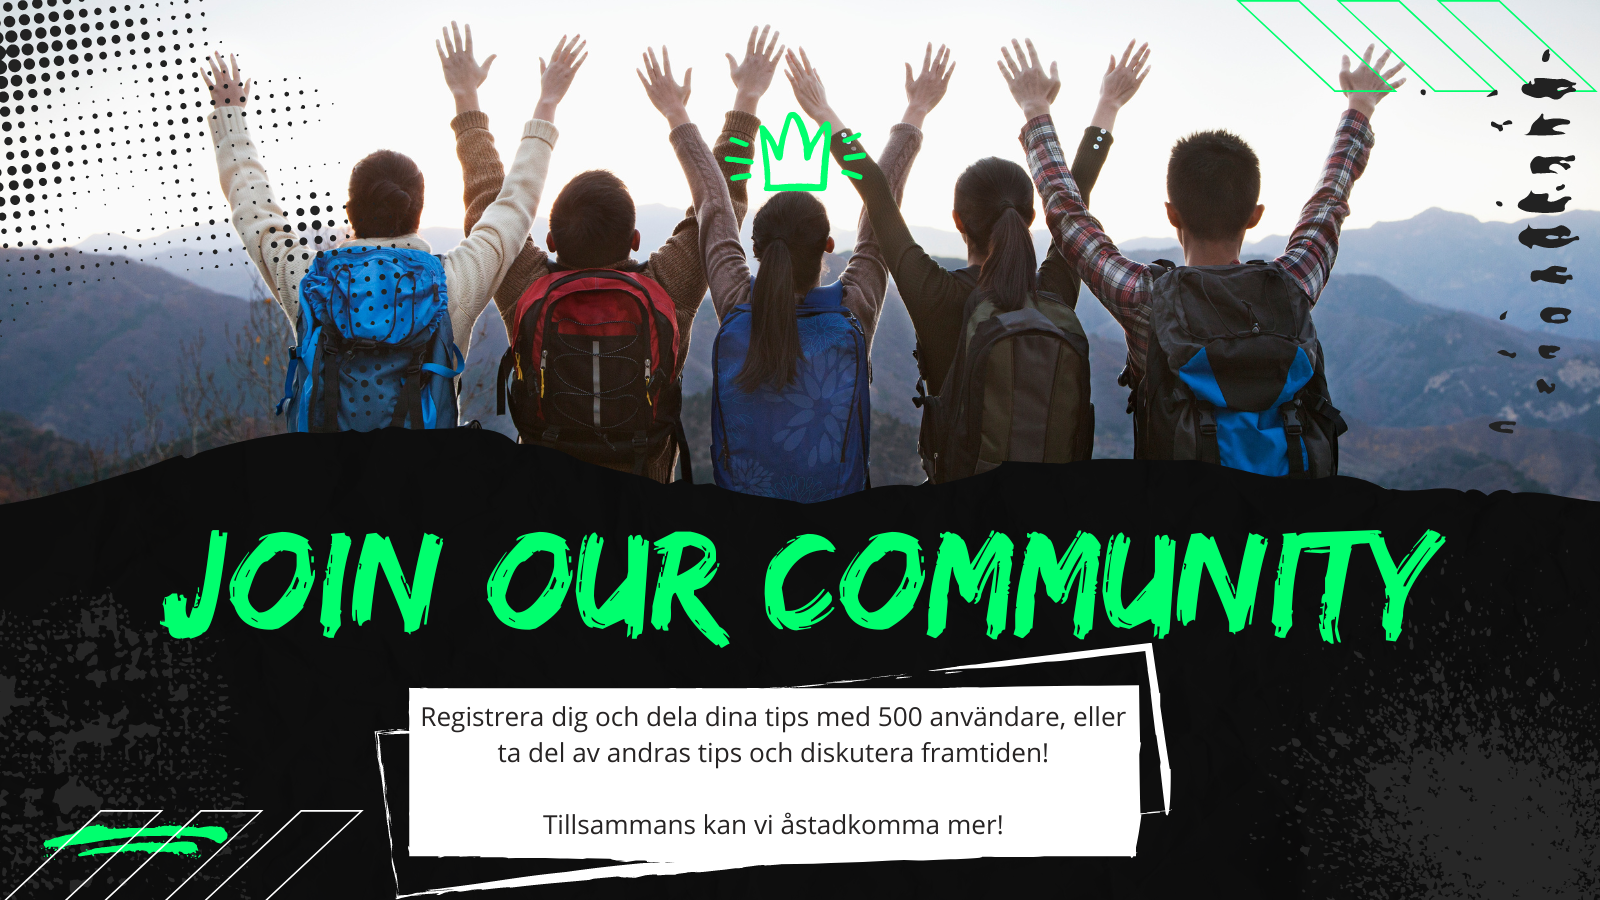 JOIN OUR COMMUNITY
Registrera dig och dela dina tips med 500 användare, eller
ta del av andras tips och diskutera framtiden!
Tillsammans kan vi åstadkomma mer!